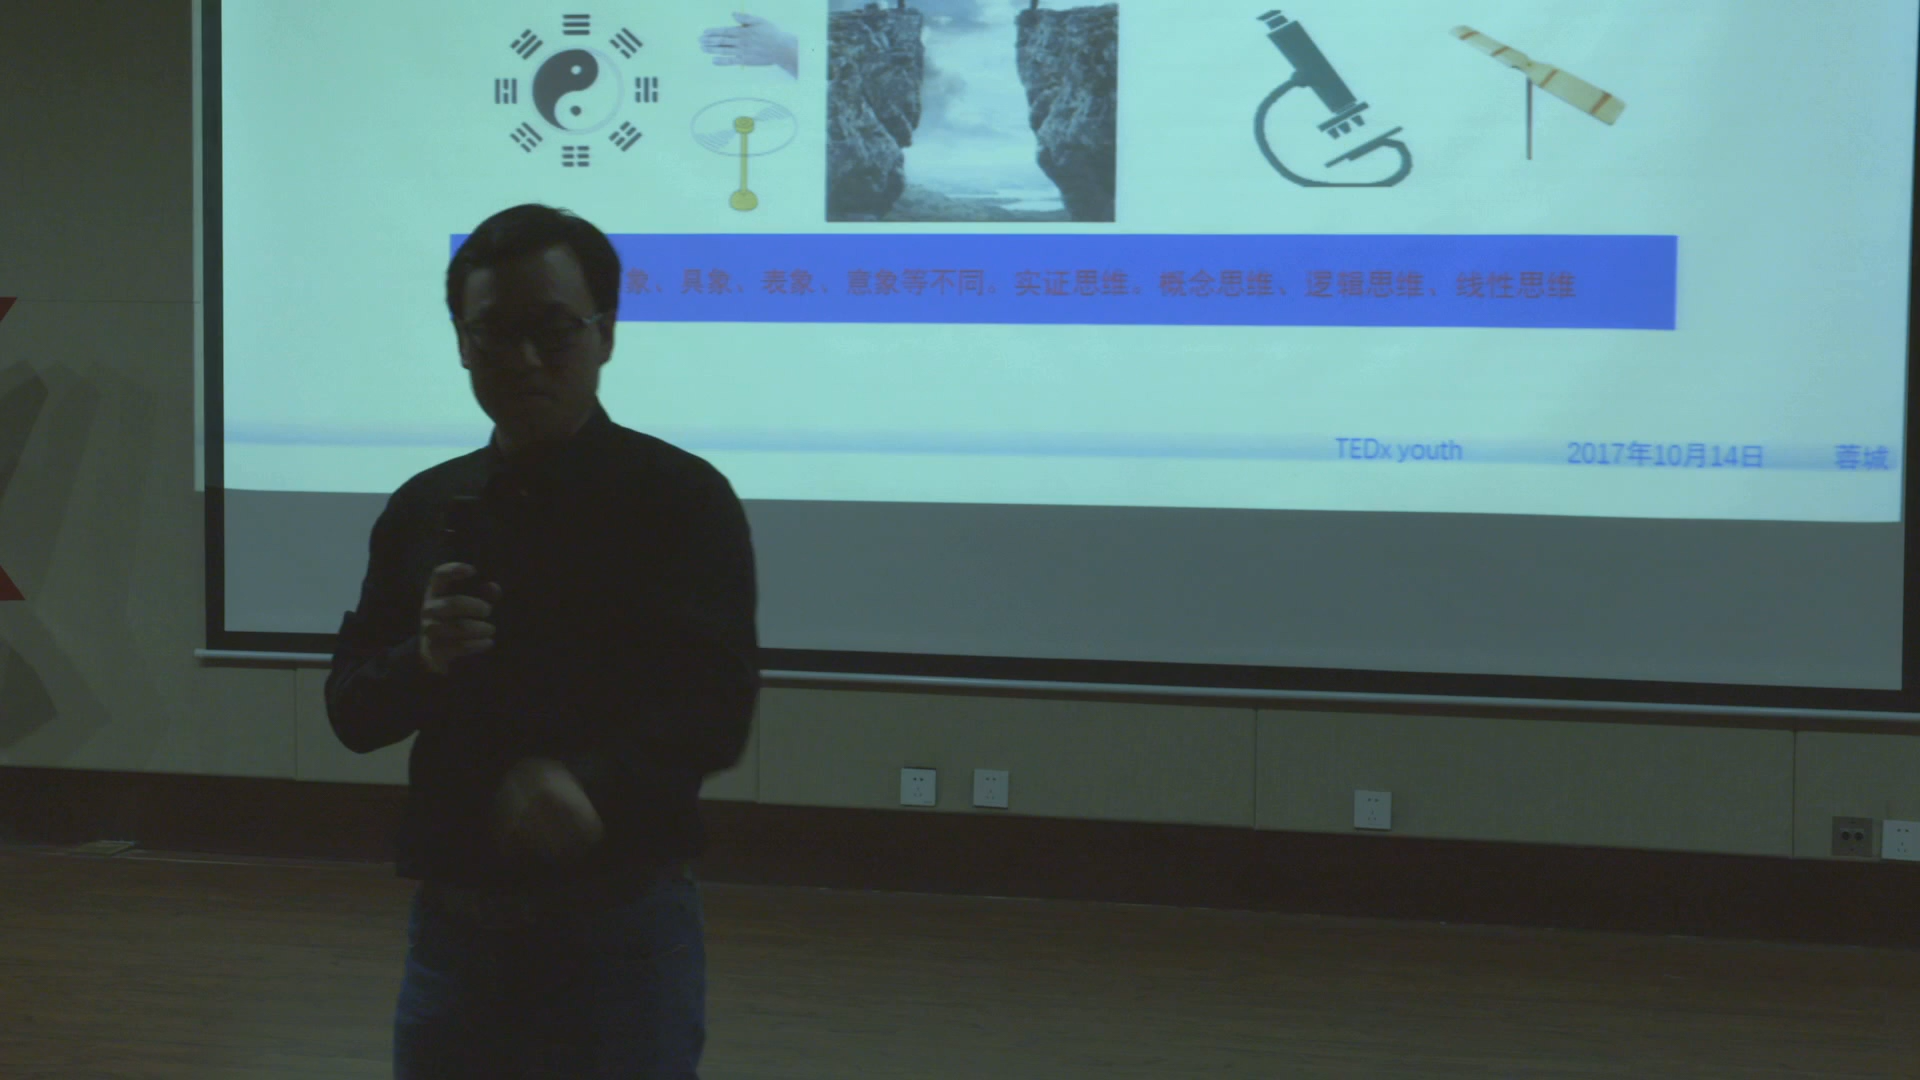 象、具象、表象、意象等不同。实证思维。概念思维、逻辑思维、线性思维
TEDx youth 2017年10月14日 蓉城